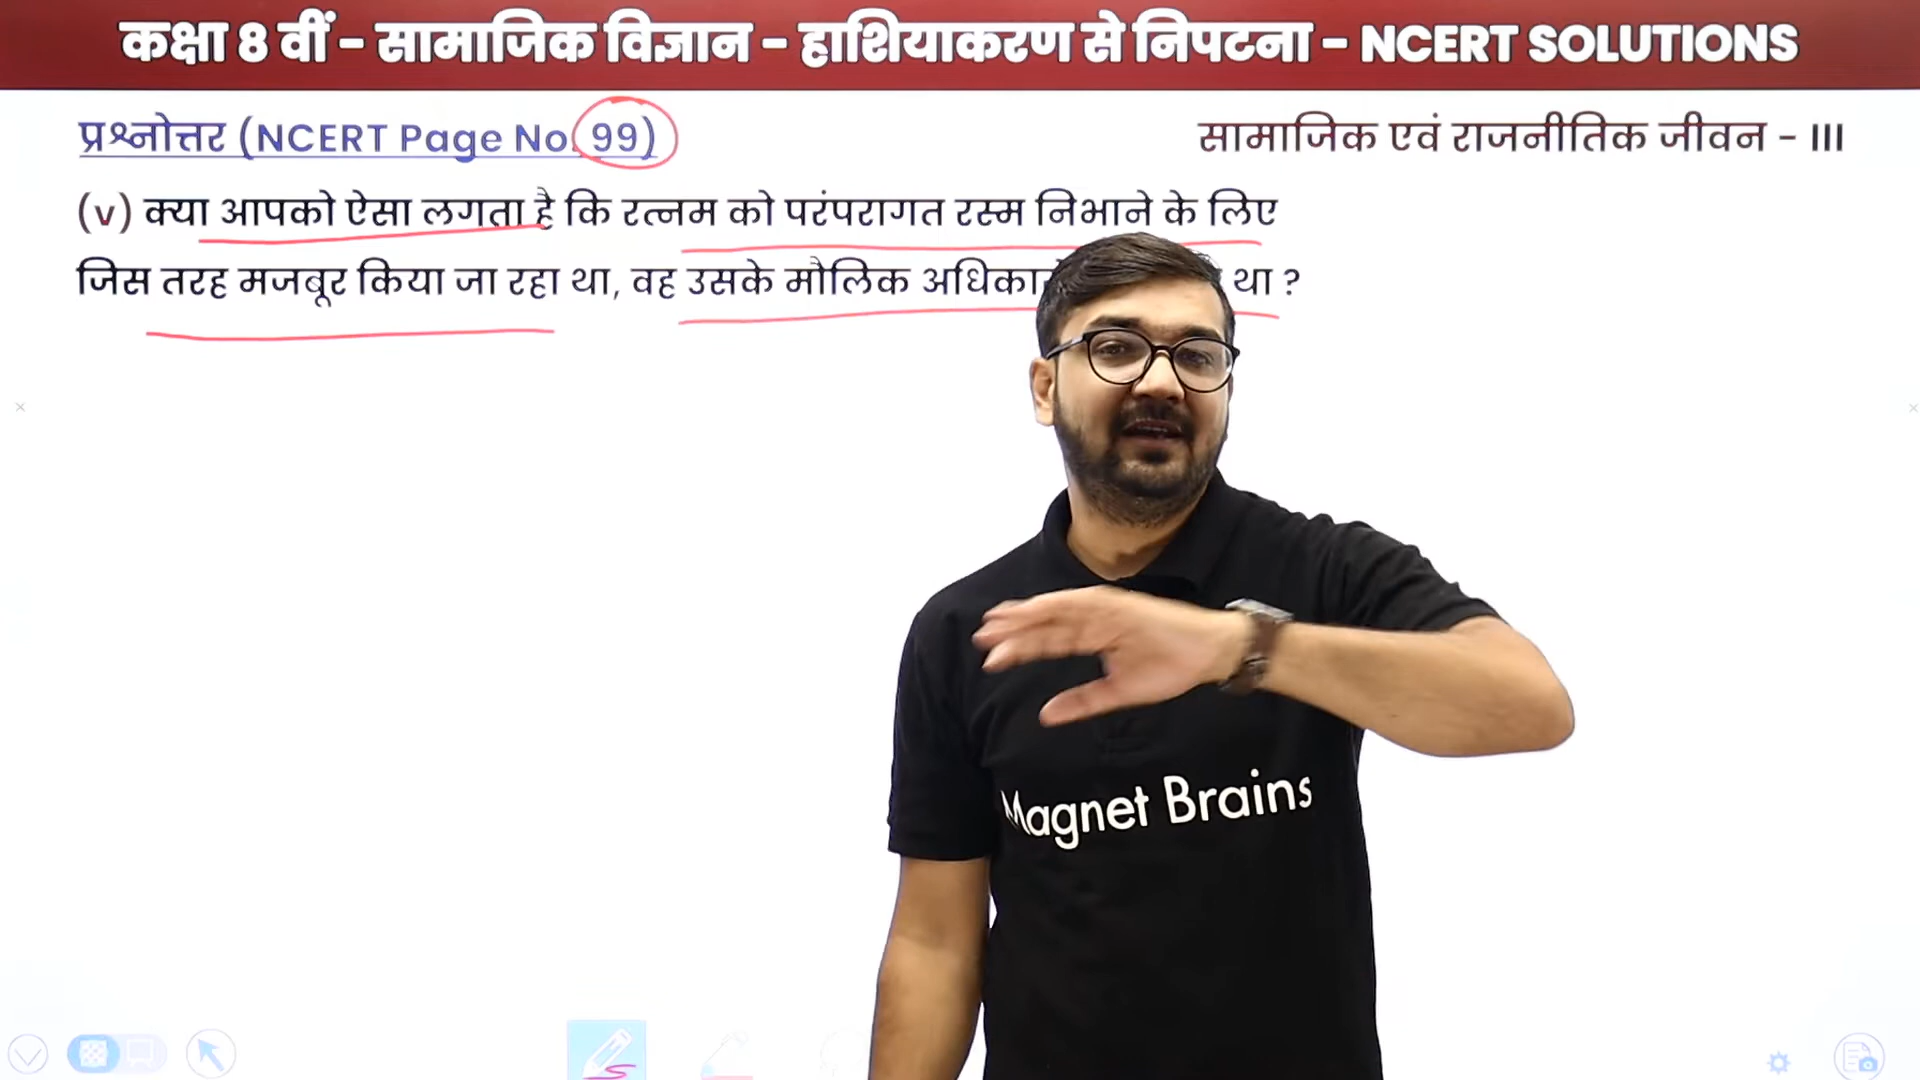 कक्षा 8 वीं - सामाजिक विज्ञान - हाशियाकरण से निपटना - NCERT SOLUTIONS
प्रश्नोत्तर (NCERT Page No. 99)
सामाजिक एवं राजनीतिक जीवन - III
(v) क्या आपको ऐसा लगता है कि रत्नम को परंपरागत रस्म निभाने के लिए
जिस तरह मजबूर किया जा रहा था, वह उसके मौलिक था ?
Magnet Brains